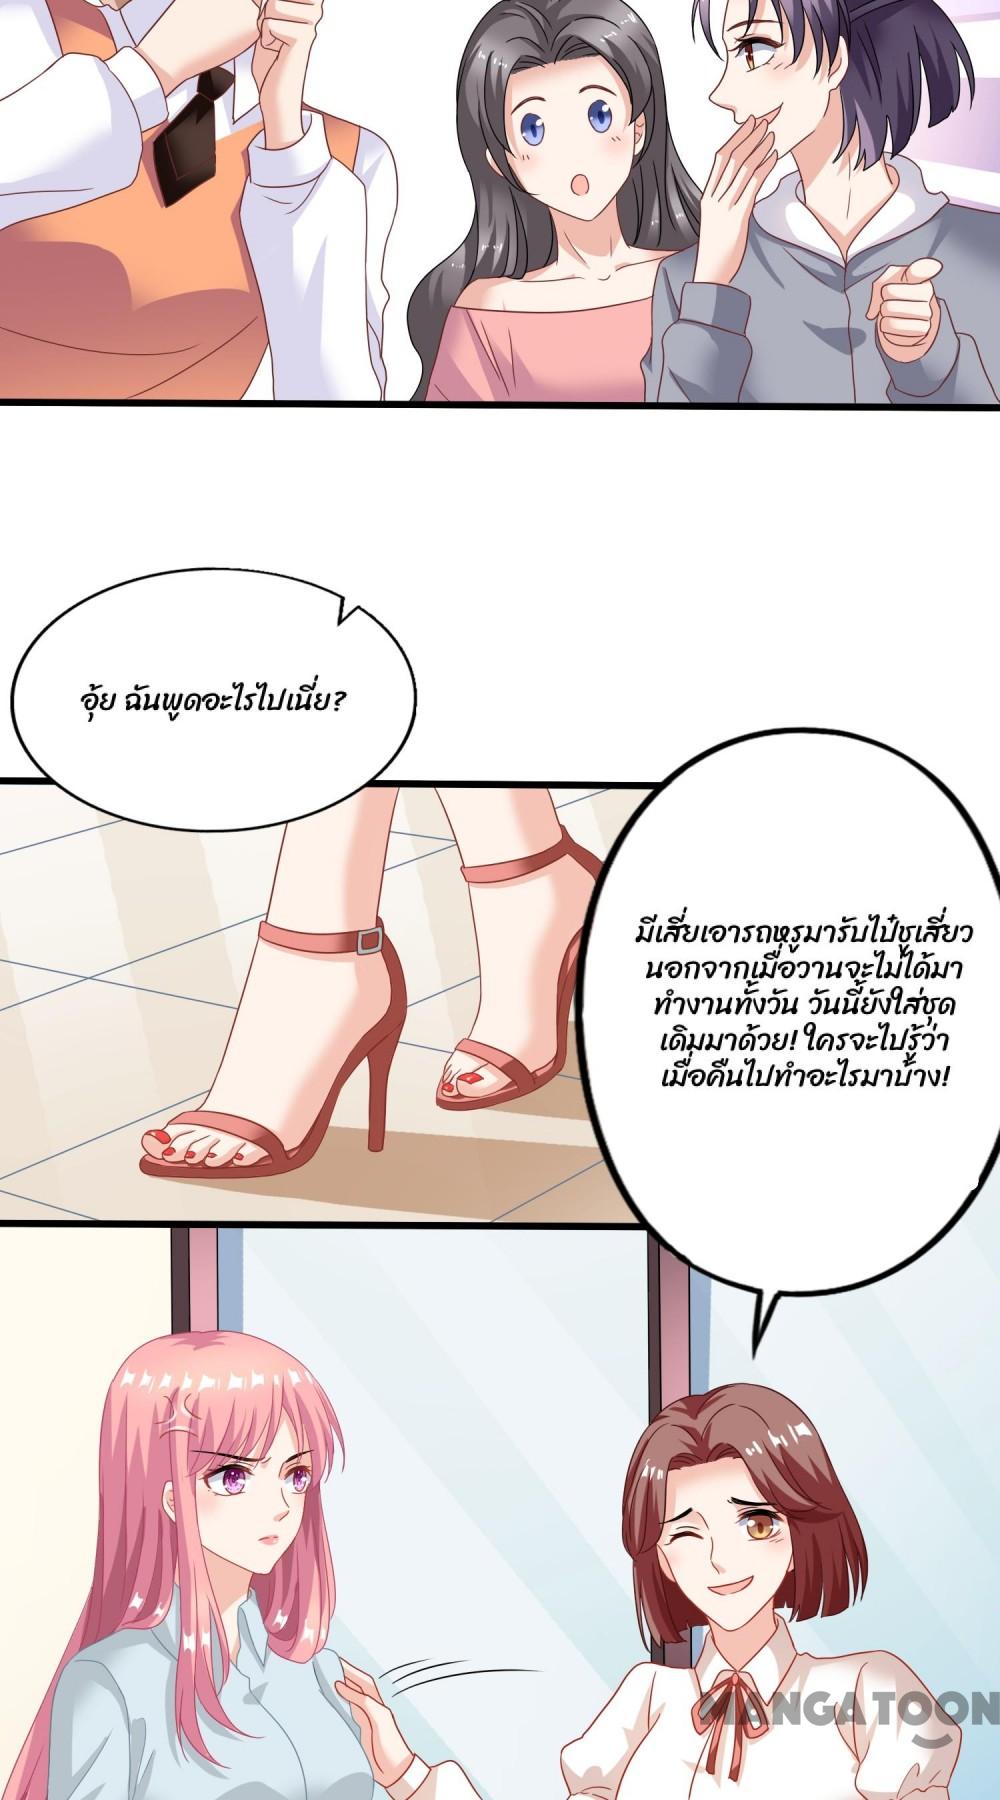 อุ้ย ฉันพูดอะไรไปเนี่ย?
มีเสี่ยเอารถหรูมารับไป๋ชูเสี่ยว
นอกจากเมื่อวานจะไม่ได้มา
ทำงานทั้งวัน วันนี้ยังใส่ชุด
เดิมมาด้วย! ใครจะไปรู้ว่า
เมื่อคืนไปทำอะไรมาบ้าง!
MANGATOON